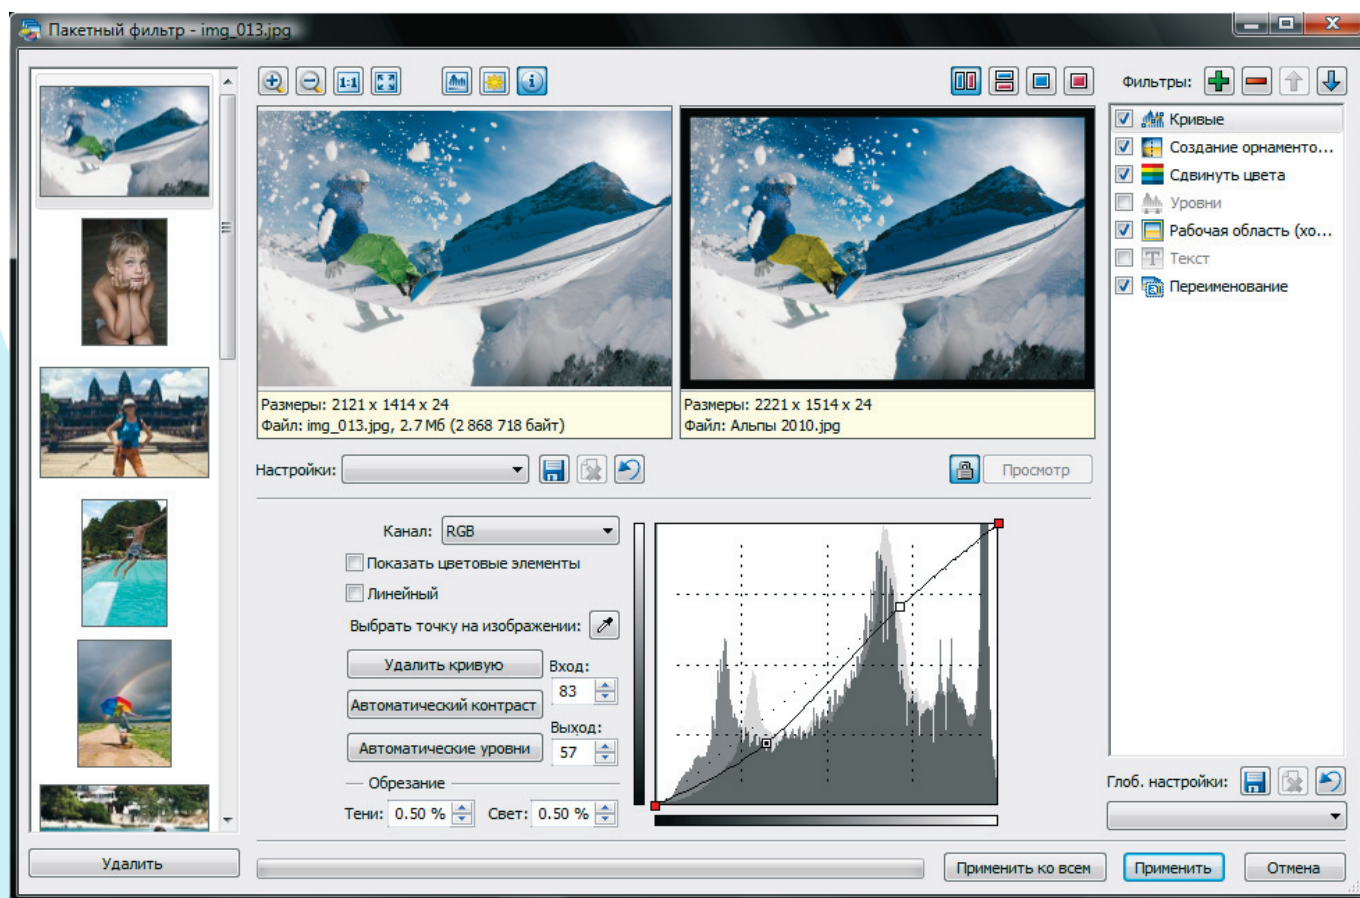 Пакетный фильтр - img_013.jpg
1:1
Фильтры:
Кривые
Создание орнаменто...
Сдвинуть цвета
Уровни
Рабочая область (хо...
Текст
Переименование
Размеры: 2121 x 1414 x 24
Файл: img_013.jpg, 2.7 Мб (2 868 718 байт)
Размеры: 2221 x 1514 x 24
Файл: Альпы 2010.jpg
Настройки:
Просмотр
Канал: RGB
Показать цветовые элементы
Линейный
Выбрать точку на изображении:
Удалить кривую
Вход:
83
Автоматический контраст
Выход:
Автоматические уровни
57
Обрезание
Тени: 0.50 % Свет: 0.50 %
Глоб. настройки:
Удалить
Применить ко всем
Применить
Отмена